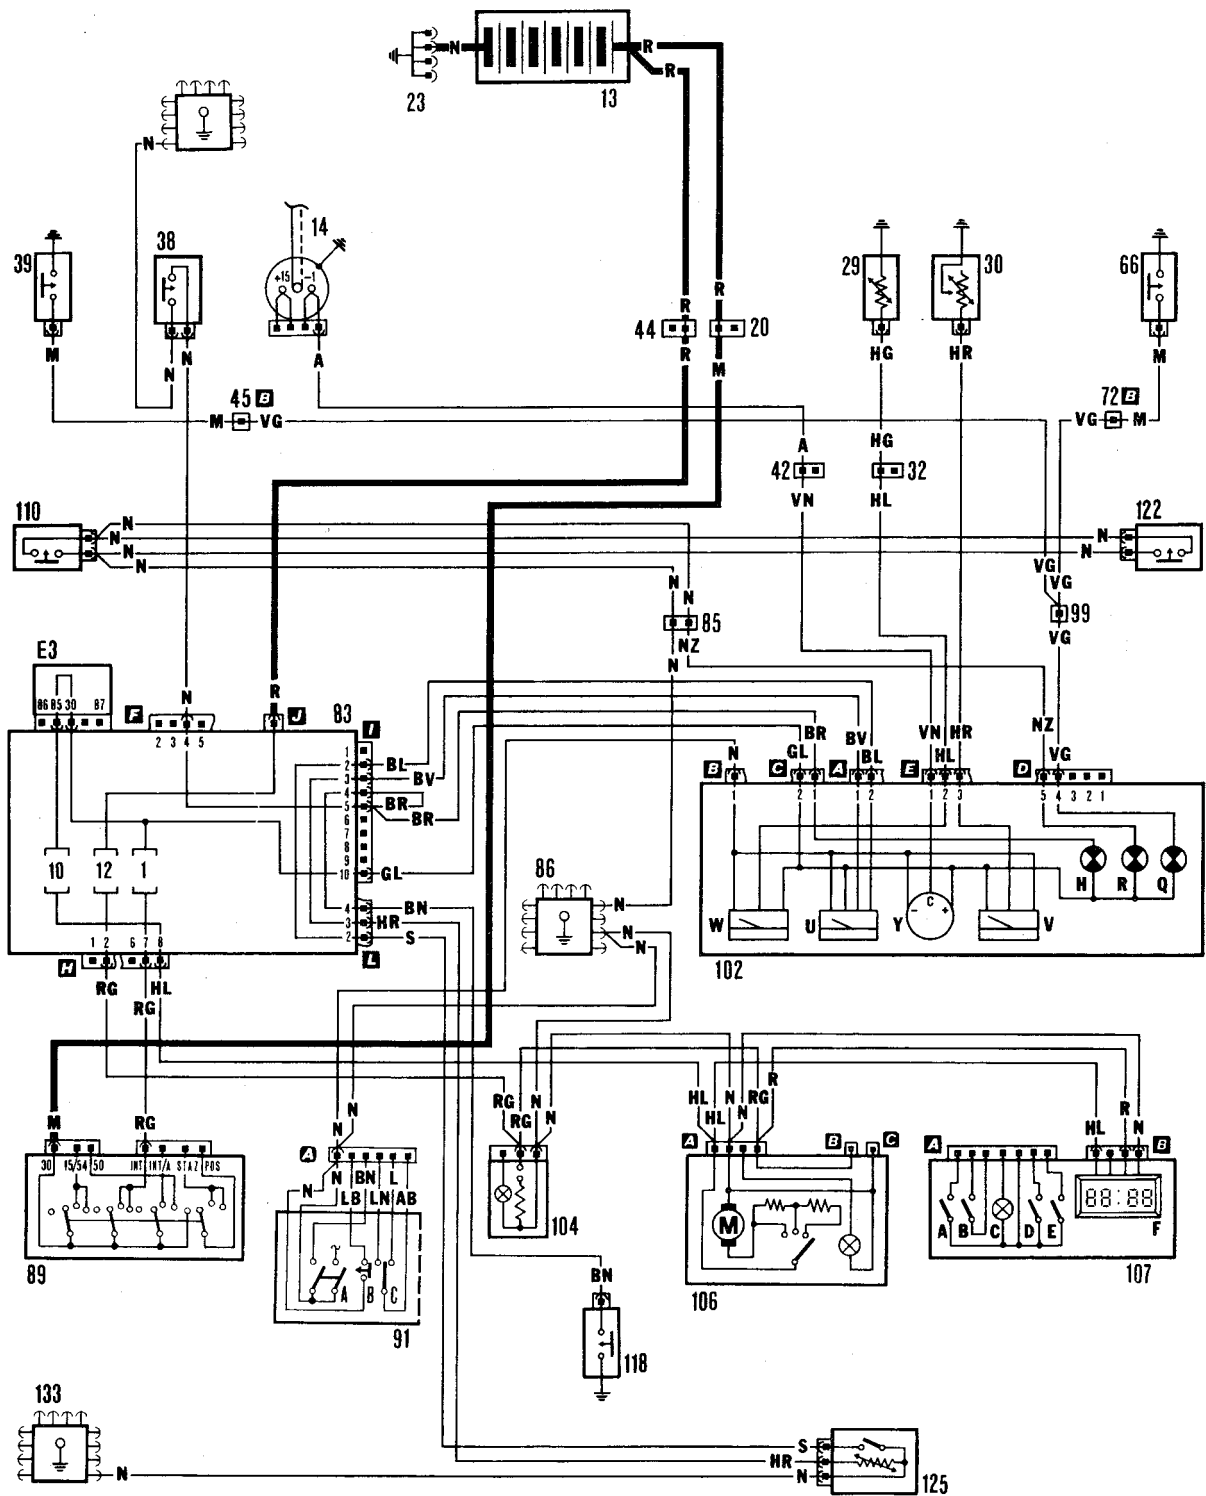 N R
R
23 13
N
14
39 38 29 30 66
+15 -1
R R
44 20
M N N A R M HG HR M
45 B 72 B
M VG VG M
A HG
42 32
VN HL
110 122
N
N N
N N
N
VG VG
N N
99
85
VG
NZ
N
E3
86 85 30 87
N R
F J 83
2 3 4 5
I
1
2 BL
3 BV
4
5 BR
6 BR
7
8
9
10 GL
4 BN
3 HR
2 S
L
10 12 1
1 2 6 7 8
H
RG RG HL
N GL BR BV BL VN HL HR NZ VG
B C A E D
1 2 1 1 2 1 2 3 5 4 3 2 1
H R Q
W U Y - C + V
102
86
N
N
N
M RG
30 15/54 50 INT INT/A STAZ POS
89
N N
A
N N BN L
LB LN AB
A B C
91
RG RG N N
104
HL HL N N RG R
A B C
M
106
HL R N
A B
88:88
A B C D E F
107
BN
118
133
N
S
HR
N
125